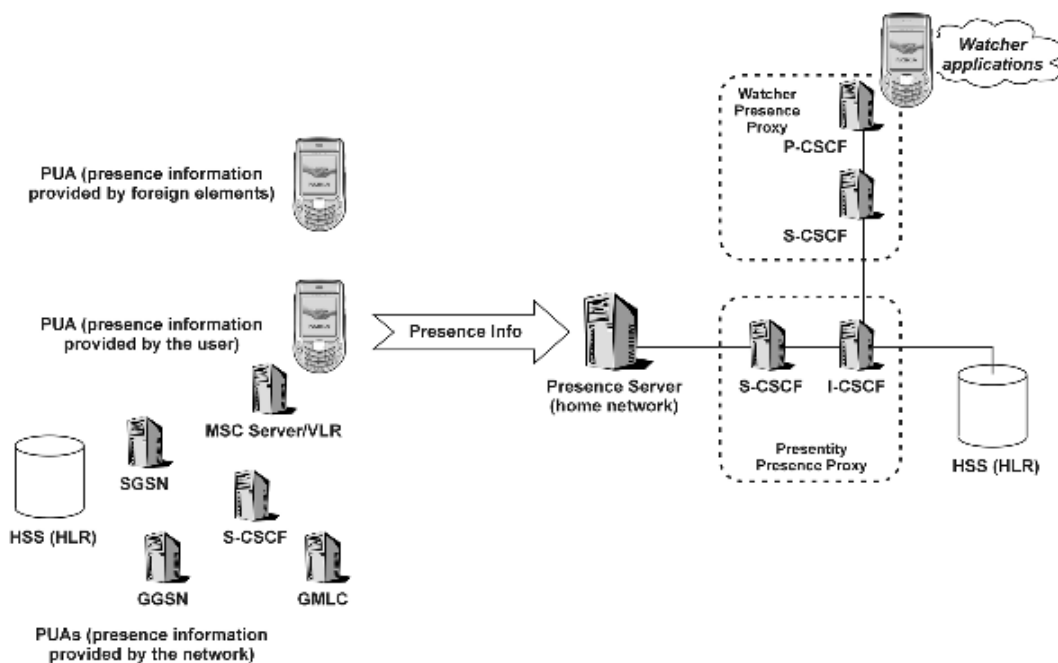 Watcher
applications
Watcher
Presence
Proxy
P-CSCF
S-CSCF
PUA (presence information
provided by foreign elements)
PUA (presence information
provided by the user)
Presence Info
Presence Server
(home network)
S-CSCF
I-CSCF
HSS (HLR)
Presentity
Presence Proxy
MSC Server/VLR
SGSN
HSS (HLR)
S-CSCF
GGSN
GMLC
PUAs (presence information
provided by the network)